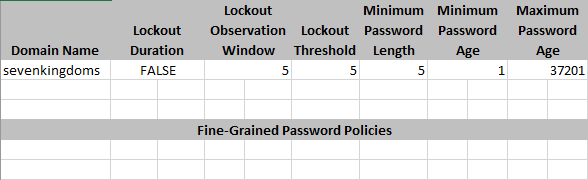 Lockout Minimum Minimum Maximum
Lockout Observation Lockout Password Password Password
Domain Name Duration Window Threshold Length Age Age
sevenkingdoms FALSE 5 5 5 1 37201
Fine-Grained Password Policies